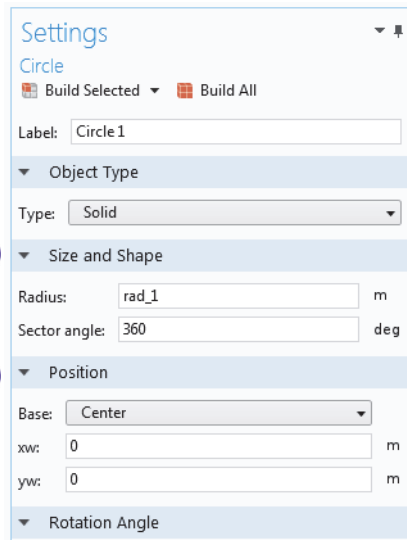 Settings
Circle
Build Selected Build All
Label: Circle 1
Object Type
Type: Solid
Size and Shape
Radius: rad_1 m
Sector angle: 360 deg
Position
Base: Center
xw: 0 m
yw: 0 m
Rotation Angle